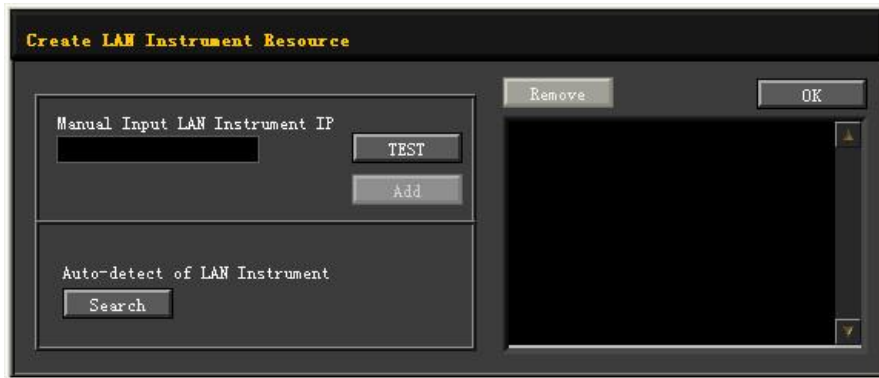 Create LAN Instrument Resource
Remove
OK
Manual Input LAN Instrument IP
TEST
Add
Auto-detect of LAN Instrument
Search